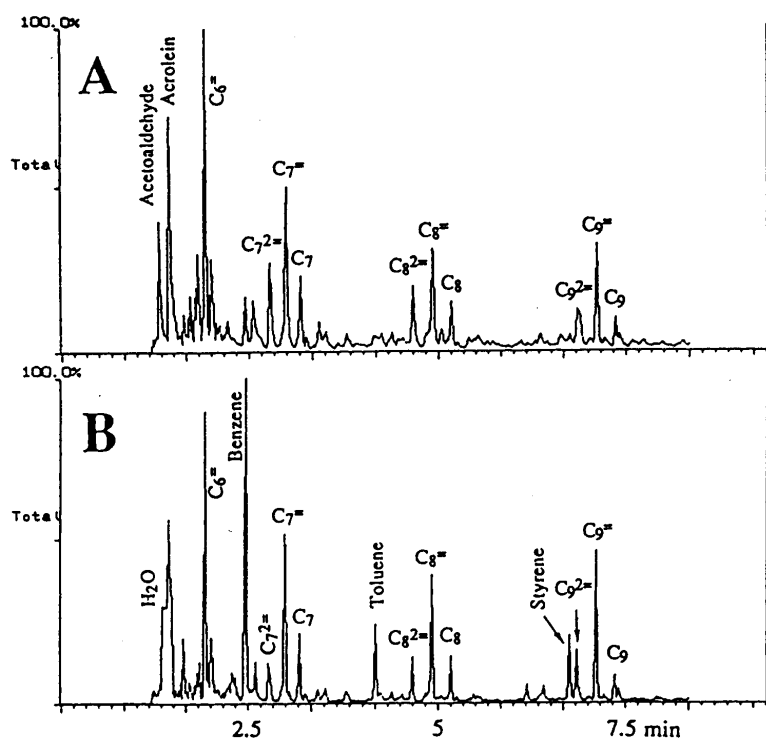 100.0%
A
Acetoaldehyde
Acrolein
C6=
Total
C7=
C7²=
C7
C8=
C8²=
C8
C9=
C9²=
C9
100.0%
B
Benzene
C6=
Total
H2O
C7=
C7²=
C7
Toluene
C8=
C8²=
C8
Styrene
C9=
C9²=
C9
2.5 5 7.5 min